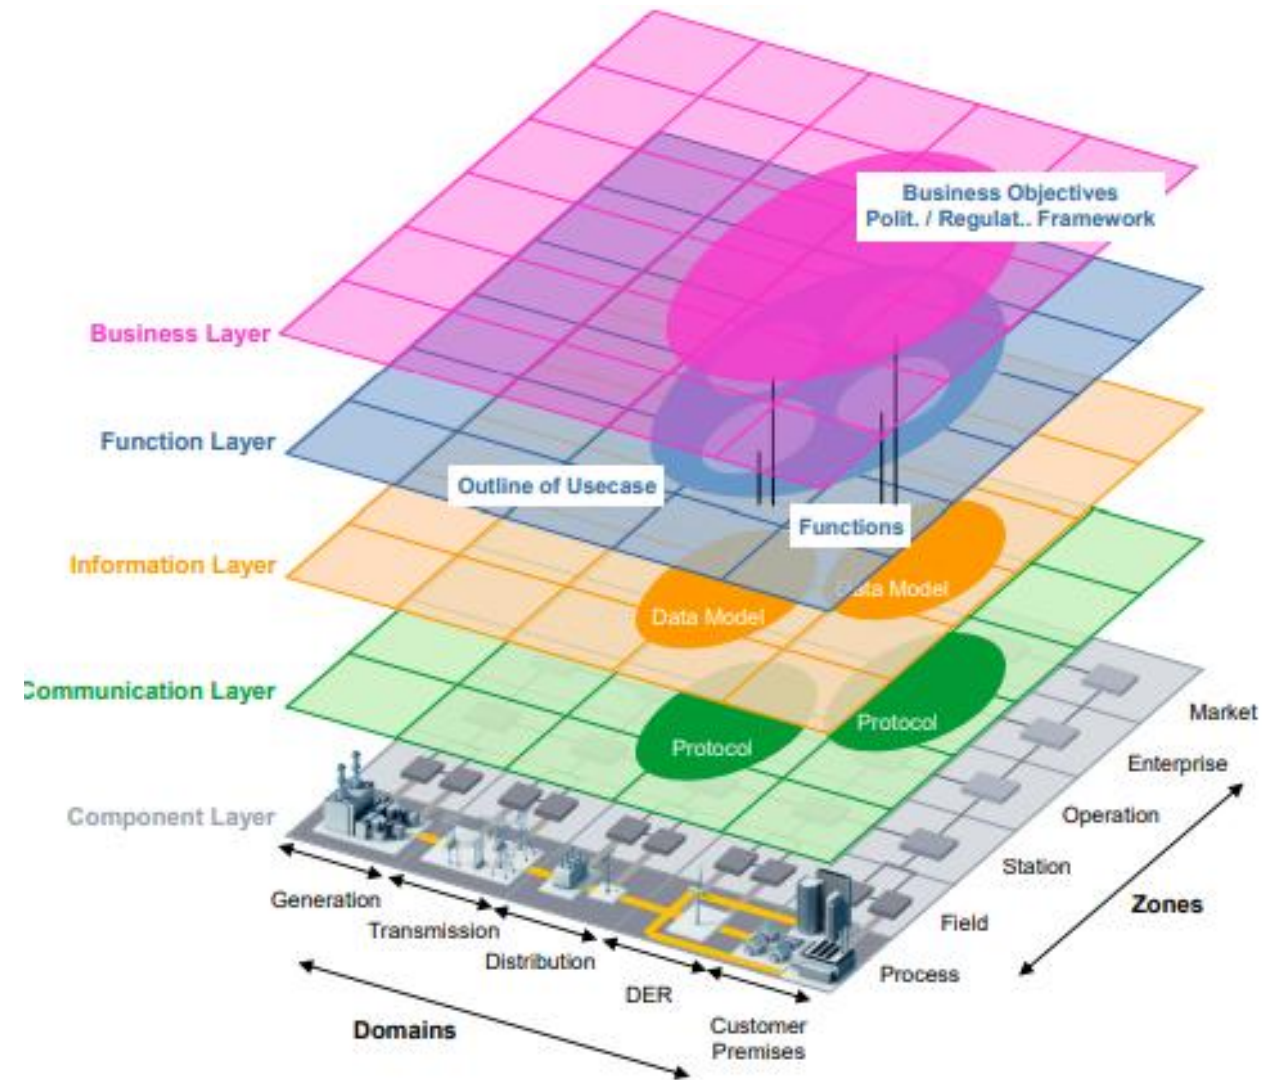 Business Objectives
Polit. / Regulat.. Framework
Business Layer
Function Layer
Outline of Usecase
Functions
Information Layer
Data Model
Data Model
Communication Layer
Protocol
Protocol
Component Layer
Market
Enterprise
Operation
Station
Field
Process
Zones
Generation
Transmission
Distribution
DER
Customer
Premises
Domains